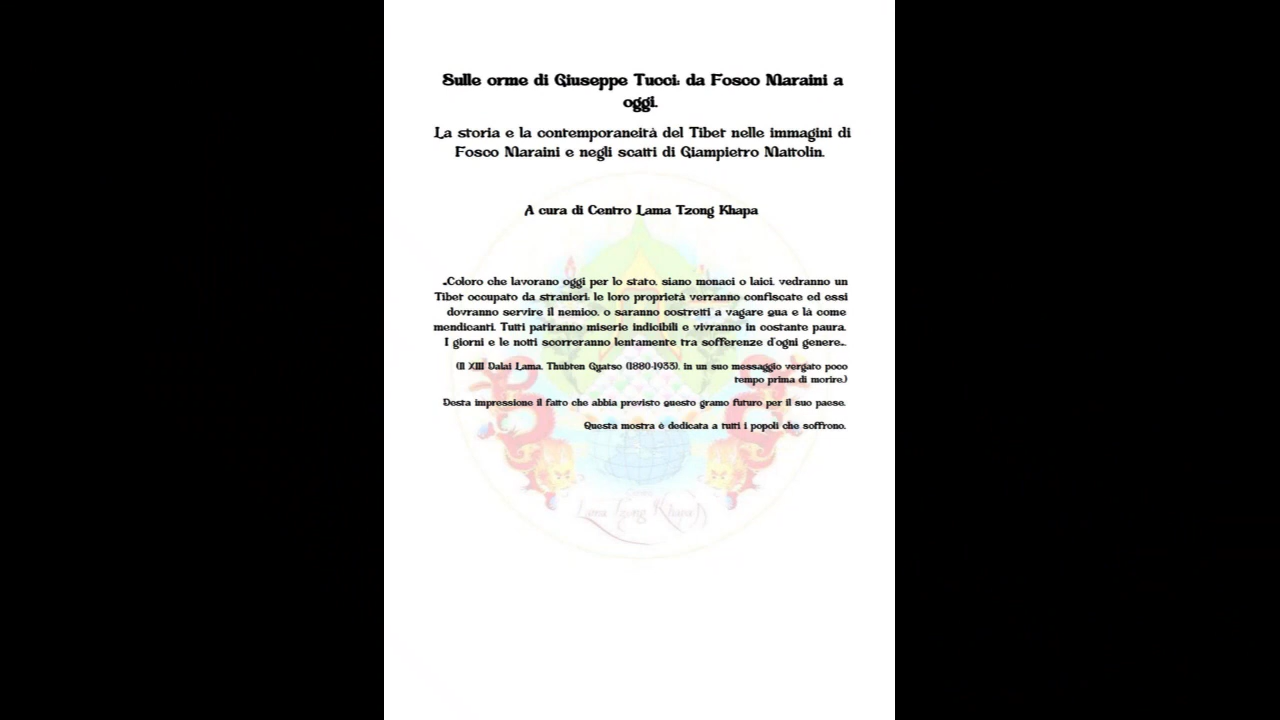 Sulle orme di Giuseppe Tucci: da Fosco Maraini a
oggi.
La storia e la contemporaneità del Tibet nelle immagini di
Fosco Maraini e negli scatti di Giampietro Mattolin.
A cura di Centro Lama Tzong Khapa
"Coloro che lavorano oggi per lo stato, siano monaci o laici, vedranno un
Tibet occupato da stranieri; le loro proprietà verranno confiscate ed essi
dovranno servire il nemico, o saranno costretti a vagare qua e là come
mendicanti. Tutti patiranno miserie indicibili e vivranno in costante paura.
I giorni e le notti scorreranno lentamente tra sofferenze d'ogni genere".
(Il XIII Dalai Lama, Thubten Gyatso (1880-1933), in un suo messaggio vergato poco
tempo prima di morire.)
Desta impressione il fatto che abbia previsto questo gramo futuro per il suo paese.
Questa mostra è dedicata a tutti i popoli che soffrono.
Lama Tzong Khapa